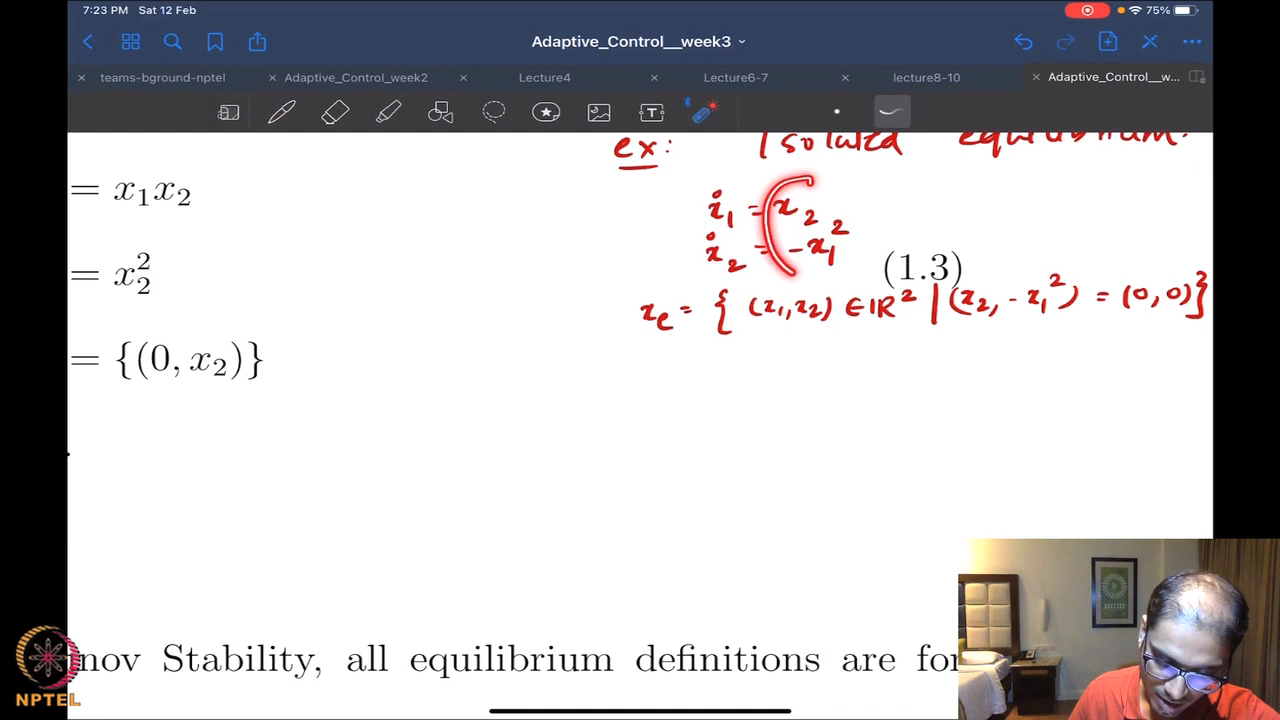 7:23 PM Sat 12 Feb
75%
Adaptive_Control__week3
teams-bground-nptel
Adaptive_Control_week2
Lecture4
Lecture6-7
lecture8-10
Adaptive_Control__w...
ex: Isolated equilibrium.
= x₁x₂
ẋ₁ = x₂
ẋ₂ = -x₁²
= x₂²
(1.3)
xₑ = { (x₁,x₂) ∈ ℝ² | (x₂, -x₁²) = (0,0)}
= {(0, x₂)}
nov Stability, all equilibrium definitions are for
NPTEL